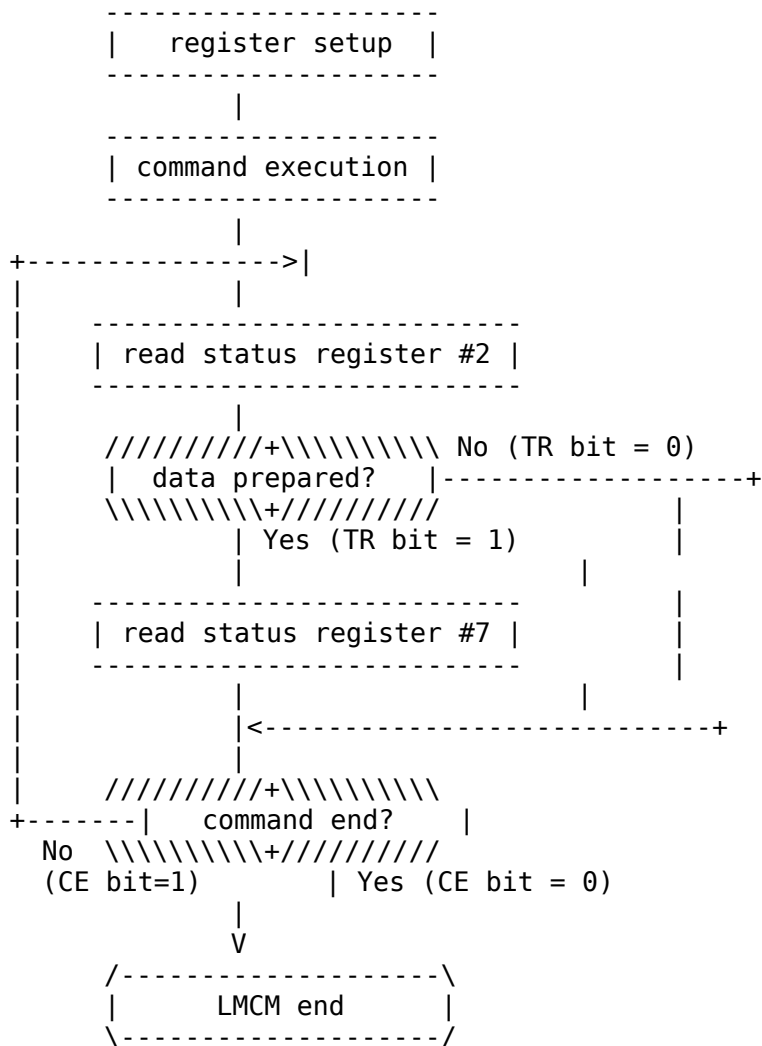 register setup
command execution
read status register #2
No (TR bit = 0)
data prepared?
Yes (TR bit = 1)
read status register #7
command end?
No
(CE bit=1) Yes (CE bit = 0)
V
LMCM end